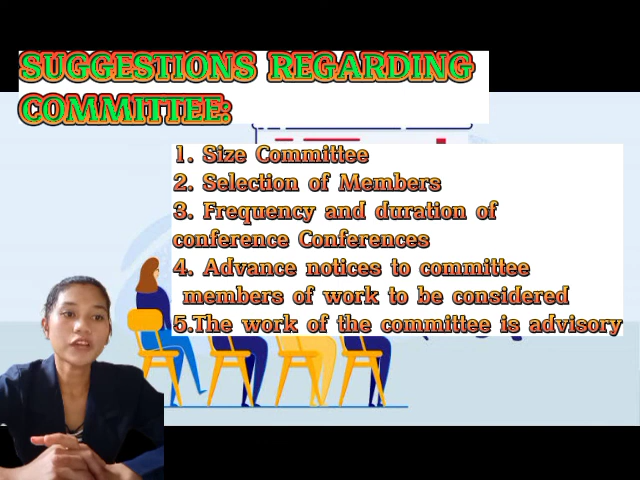 SUGGESTIONS REGARDING
COMMITTEE:
1. Size Committee
2. Selection of Members
3. Frequency and duration of
conference Conferences
4. Advance notices to committee
members of work to be considered
5.The work of the committee is advisory